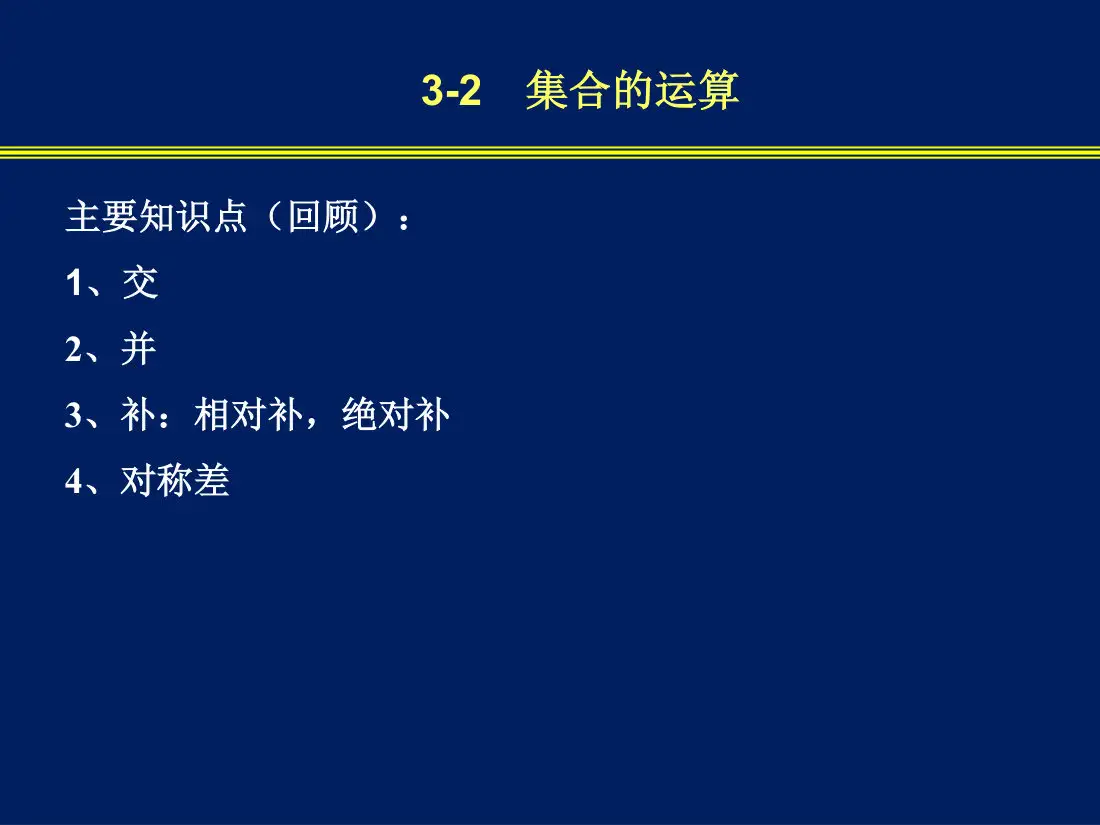 3-2 集合的运算
主要知识点（回顾）：
1、交
2、并
3、补：相对补，绝对补
4、对称差